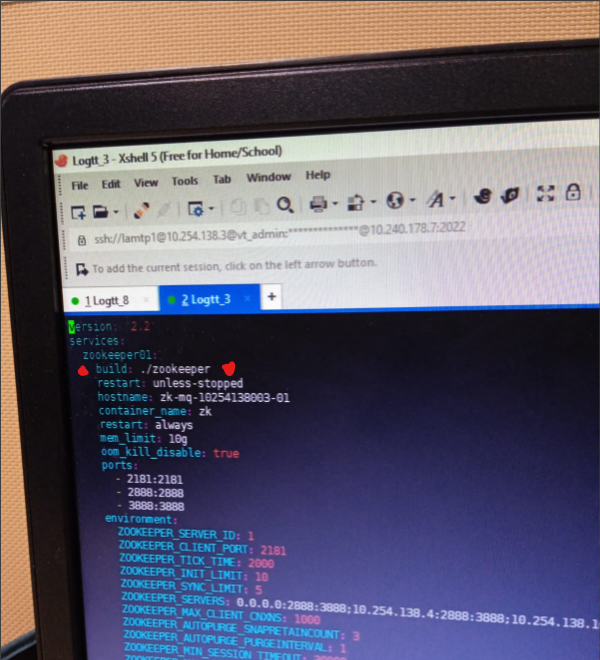 Logtt_3 - Xshell 5 (Free for Home/School)
File Edit View Tools Tab Window Help
ssh://lamtp1@10.254.138.3@vt_admin:**************@10.240.178.7:2022
To add the current session, click on the left arrow button.
1 Logtt_8 × 2 Logtt_3 × +
version: '2.2'
services:
zookeeper01:
build: ./zookeeper
restart: unless-stopped
hostname: zk-mq-10254138003-01
container_name: zk
restart: always
mem_limit: 10g
oom_kill_disable: true
ports:
- 2181:2181
- 2888:2888
- 3888:3888
environment:
ZOOKEEPER_SERVER_ID: 1
ZOOKEEPER_CLIENT_PORT: 2181
ZOOKEEPER_TICK_TIME: 2000
ZOOKEEPER_INIT_LIMIT: 10
ZOOKEEPER_SYNC_LIMIT: 5
ZOOKEEPER_SERVERS: 0.0.0.0:2888:3888;10.254.138.4:2888:3888;10.254.138.1
ZOOKEEPER_MAX_CLIENT_CNXNS: 1000
ZOOKEEPER_AUTOPURGE_SNAPRETAINCOUNT: 3
ZOOKEEPER_AUTOPURGE_PURGEINTERVAL: 1
ZOOKEEPER_MIN_SESSION_TIMEOUT: